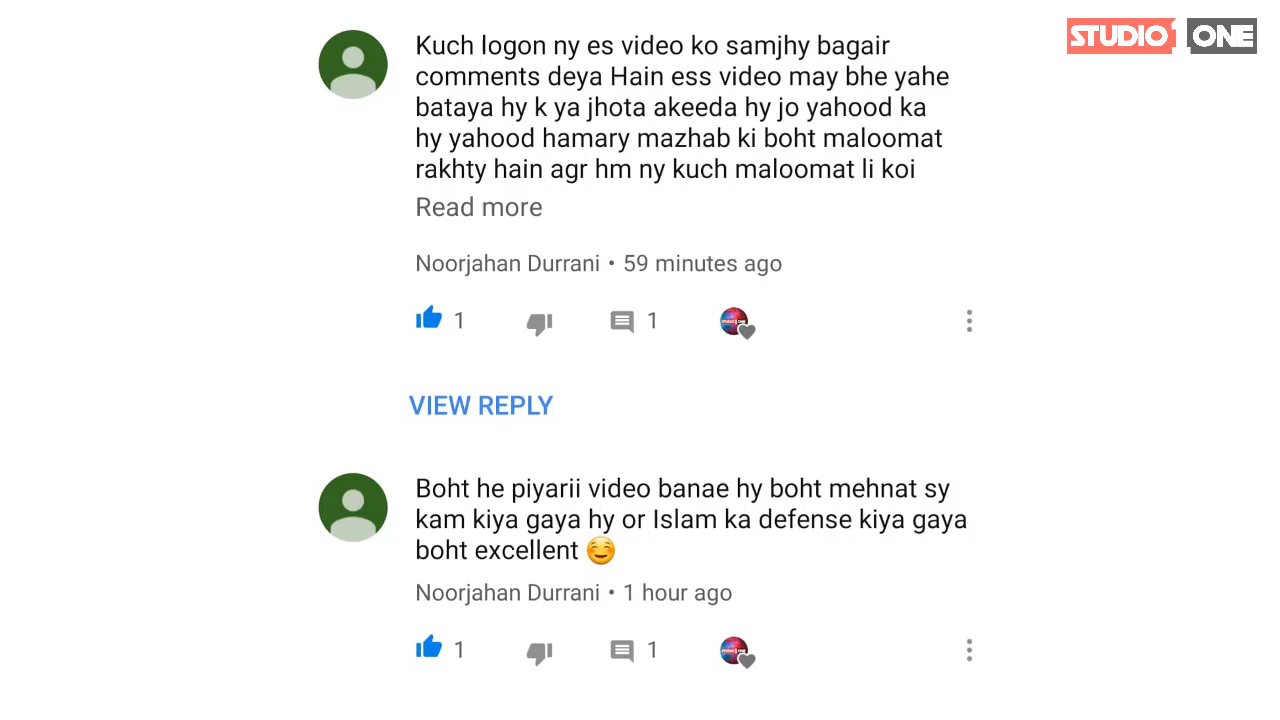 STUDIO1 ONE
Kuch logon ny es video ko samjhy bagair
comments deya Hain ess video may bhe yahe
bataya hy k ya jhota akeeda hy jo yahood ka
hy yahood hamary mazhab ki boht maloomat
rakhty hain agr hm ny kuch maloomat li koi
Read more
Noorjahan Durrani • 59 minutes ago
1 1
VIEW REPLY
Boht he piyarii video banae hy boht mehnat sy
kam kiya gaya hy or Islam ka defense kiya gaya
boht excellent ☺️
Noorjahan Durrani • 1 hour ago
1 1